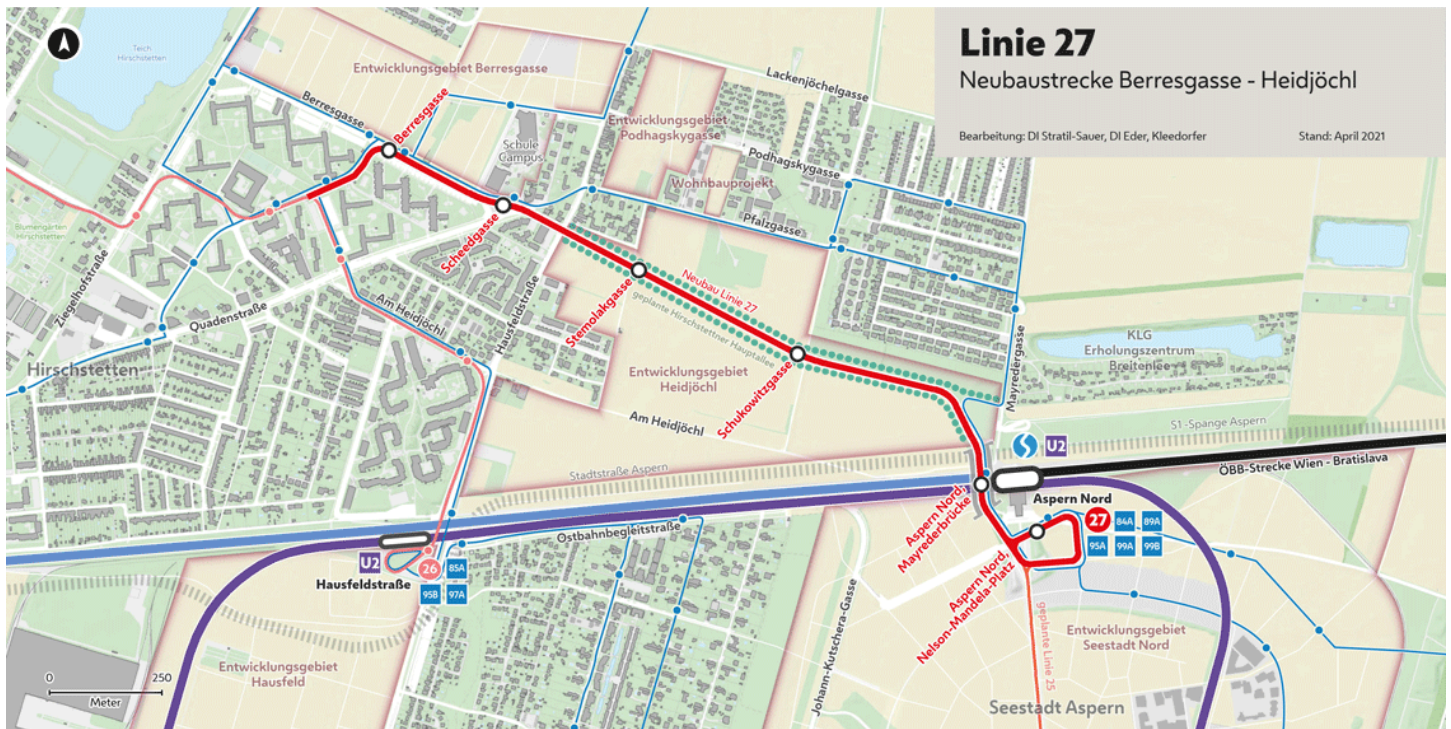 Linie 27
Neubaustrecke Berresgasse - Heidjöchl
Bearbeitung: DI Stratil-Sauer, DI Eder, Kleedorfer
Stand: April 2021
Teich
Hirschstetten
Entwicklungsgebiet Berresgasse
Lackenjöchelgasse
Berresgasse
Berresgasse
Entwicklungsgebiet
Podhagskygasse
Schule
Campus
Podhagskygasse
Wohnbauprojekt
Pfalzgasse
Blumengärten
Hirschstetten
Ziegelhofstraße
Scheedgasse
Quadenstraße
Am Heidjöchl
Hausfeldstraße
Stemolakgasse
Neubau Linie 27
geplante Hirschstettner Hauptallee
Hirschstetten
Entwicklungsgebiet
Heidjöchl
Schukowitzgasse
Mayredergasse
KLG
Erholungszentrum
Breitenlee
Am Heidjöchl
S1-Spange Aspern
Stadtstraße Aspern
U2
ÖBB-Strecke Wien - Bratislava
Aspern Nord
Aspern Nord,
Mayrederbrücke
27
84A
89A
95A
99A
99B
Ostbahnbegleitstraße
U2
Hausfeldstraße
26
85A
95B
97A
Aspern Nord,
Nelson-Mandela-Platz
geplante Linie 25
Johann-Kutschera-Gasse
Entwicklungsgebiet
Seestadt Nord
Entwicklungsgebiet
Hausfeld
Seestadt Aspern
0
250
Meter